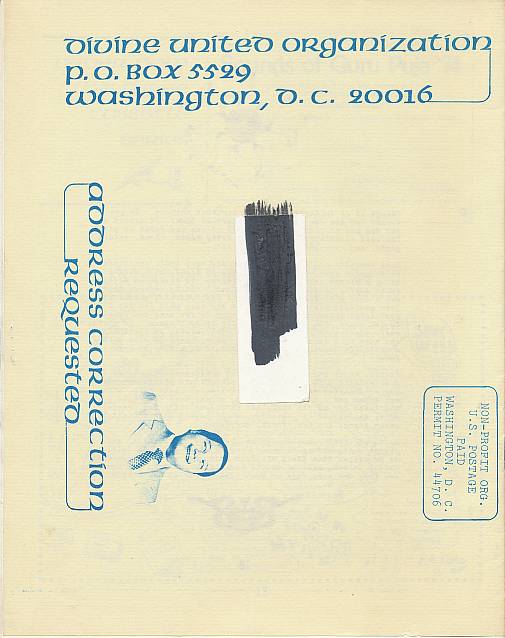 Divine United Organization
P.O. Box 5529
Washington, D.C. 20016
Address Correction
Requested
NON-PROFIT ORG.
U.S. POSTAGE
PAID
WASHINGTON, D. C.
PERMIT NO. 44706